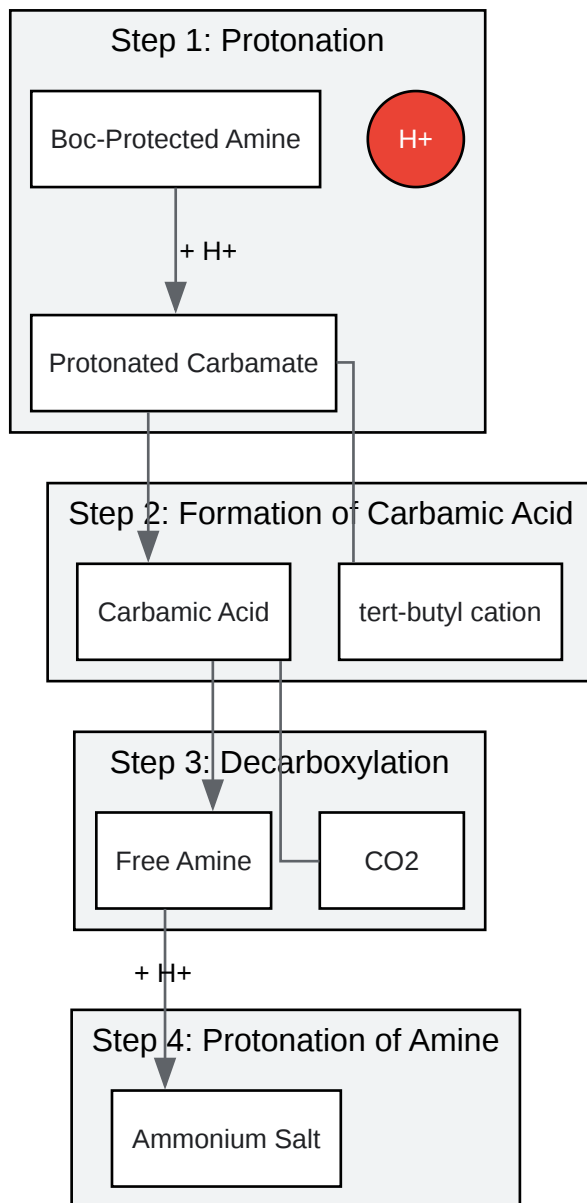 Step 1: Protonation
Boc-Protected Amine
H+
+ H+
Protonated Carbamate
Step 2: Formation of Carbamic Acid
Carbamic Acid
tert-butyl cation
Step 3: Decarboxylation
Free Amine
CO2
+ H+
Step 4: Protonation of Amine
Ammonium Salt